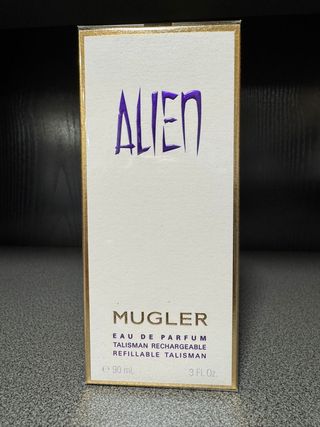 ALIEN
MUGLER
EAU DE PARFUM
TALISMAN RECHARGEABLE
REFILLABLE TALISMAN
℮ 90 mL 3 Fl. Oz.